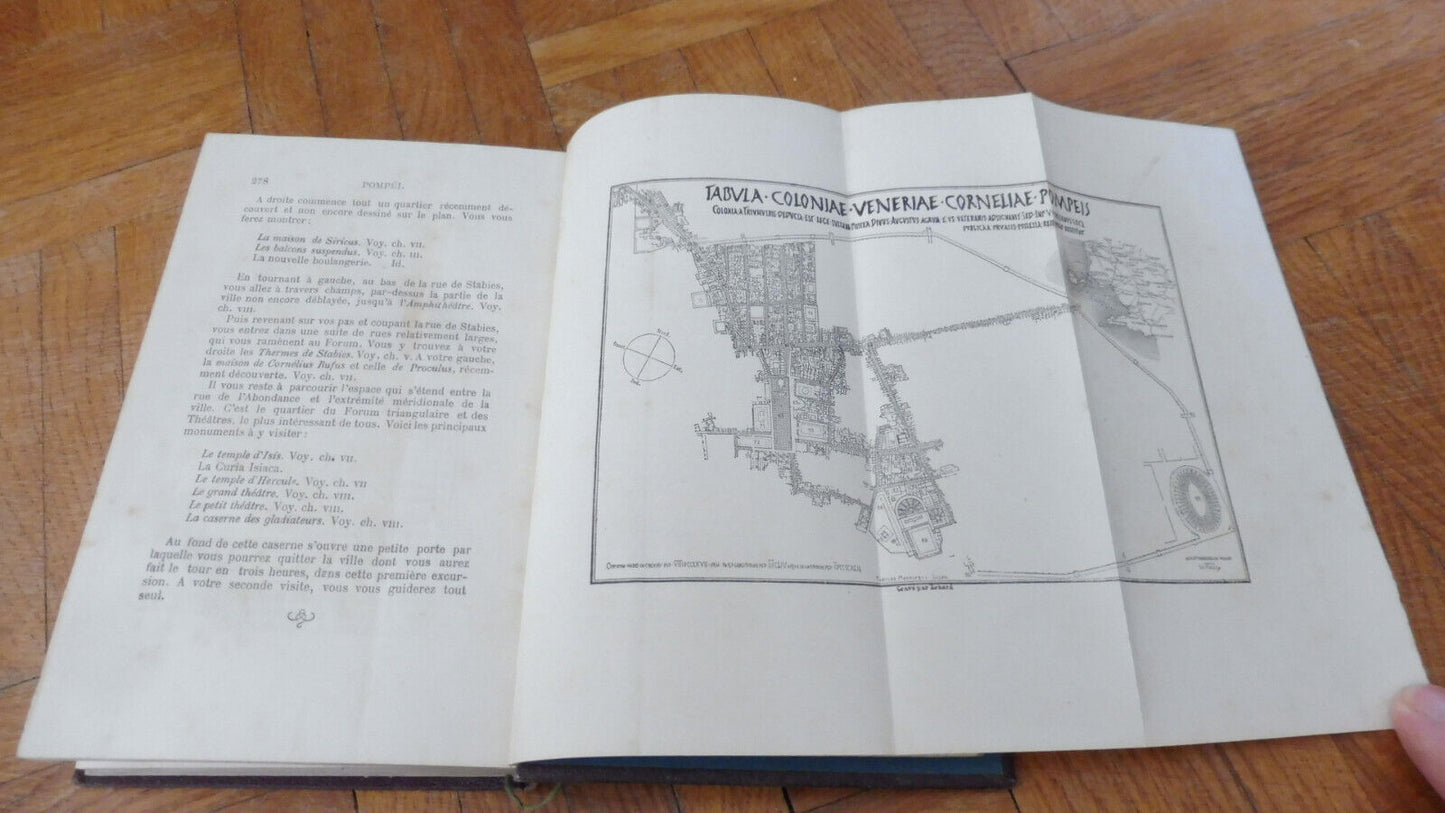 278
POMPÉI.
A droite commence tout un quartier récemment dé-
couvert et non encore dessiné sur le plan. Vous vous
ferez montrer :
La maison de Séricus. Voy. ch. VII.
Les balcons suspendus. Voy. ch. III.
La nouvelle boulangerie. Id.
En tournant à gauche, au bas de la rue de Stabies,
vous allez à travers champs, par-dessus la partie de la
ville non encore déblayée, jusqu'à l'Amphithéâtre. Voy.
ch. VIII.
Puis revenant sur vos pas et coupant la rue de Stabies,
vous entrez dans une suite de rues relativement larges,
qui vous ramènent au Forum. Vous y trouvez à votre
droite les Thermes de Stabies. Voy. ch. V. A votre gauche,
la maison de Cornélius Rufus et celle de Proculus, récem-
ment découverte. Voy. ch. VII.
Il vous reste à parcourir l'espace qui s'étend entre la
rue de l'Abondance et l'extrémité méridionale de la
ville. C'est le quartier du Forum triangulaire et des
Théâtres, le plus intéressant de tous. Voici les principaux
monuments à y visiter :
Le temple d'Isis. Voy. ch. VII.
La Curia Isiaca.
Le temple d'Hercule. Voy. ch. VII
Le grand théâtre. Voy. ch. VIII.
Le petit théâtre. Voy. ch. VIII.
La caserne des gladiateurs. Voy. ch. VIII.
Au fond de cette caserne s'ouvre une petite porte par
laquelle vous pourrez quitter la ville dont vous aurez
fait le tour en trois heures, dans cette première excur-
sion. A votre seconde visite, vous vous guiderez tout
seul.
TABVLA · COLONIAE · VENERIAE · CORNELIAE · POMPEIS
Nord
Est
Gravé par Erhard